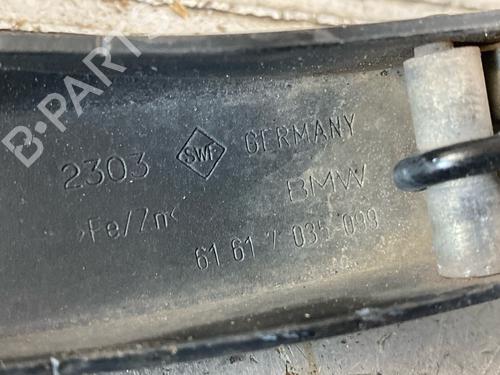 B-PARTS
2303 SWF GERMANY
>Fe/Zn< BMW
61.61 7 035 099